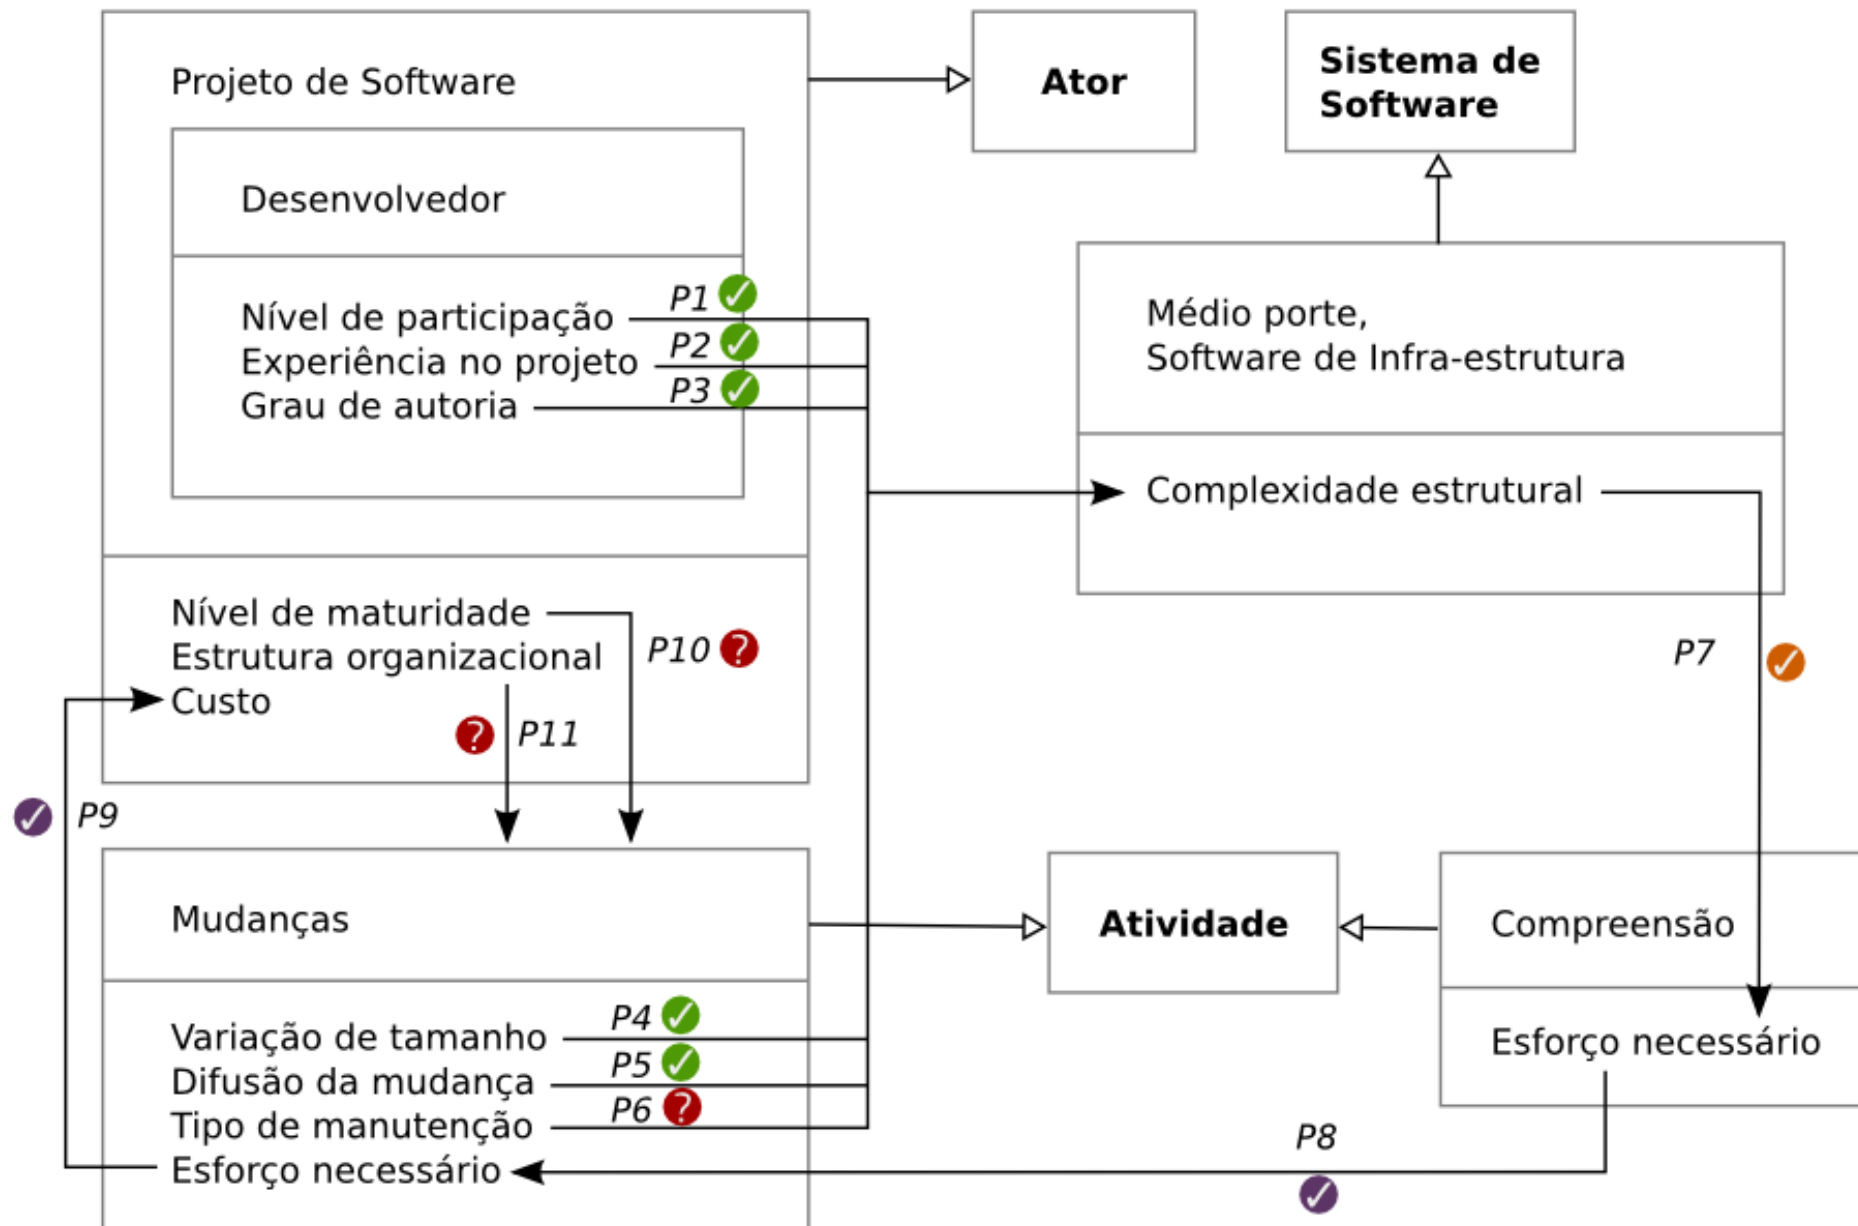 Projeto de Software
Ator
Sistema de
Software
Desenvolvedor
Nível de participação
P1
Experiência no projeto
P2
Grau de autoria
P3
Médio porte,
Software de Infra-estrutura
Complexidade estrutural
Nível de maturidade
P10 ?
Estrutura organizacional
Custo
? P11
P7
P9
Mudanças
Atividade
Compreensão
Variação de tamanho
P4
Difusão da mudança
P5
Tipo de manutenção
P6 ?
Esforço necessário
Esforço necessário
P8